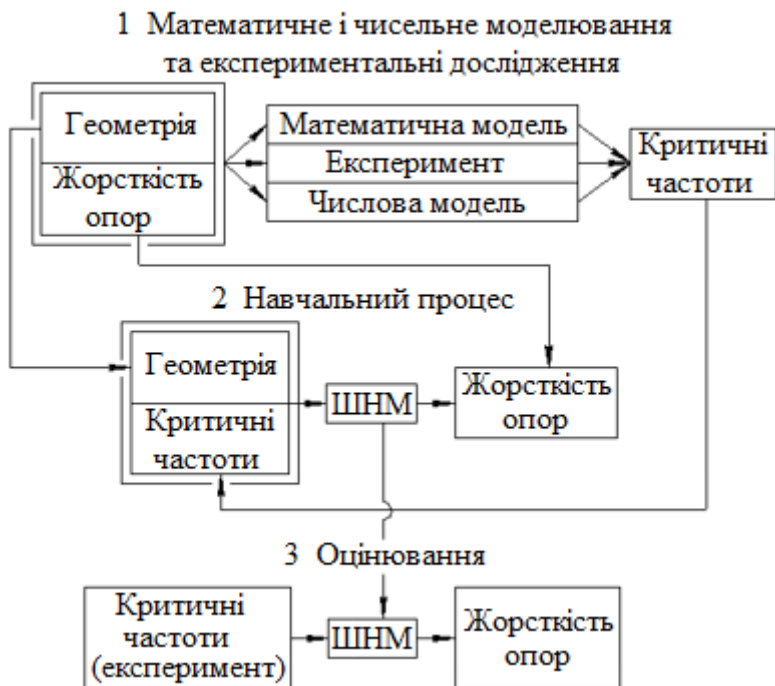 1 Математичне і чисельне моделювання
та експериментальні дослідження
Геометрія
Жорсткість
опор
Математична модель
Експеримент
Числова модель
Критичні
частоти
2 Навчальний процес
Геометрія
Критичні
частоти
ШНМ
Жорсткість
опор
3 Оцінювання
Критичні
частоти
(експеримент)
ШНМ
Жорсткість
опор